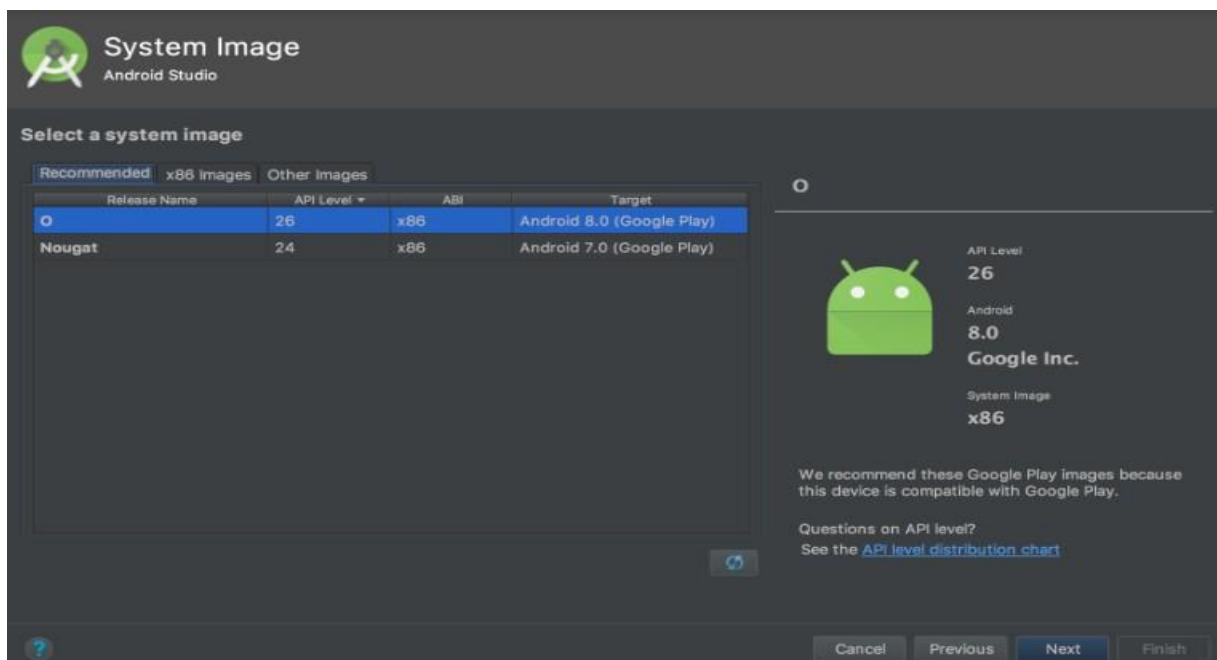 System Image
Android Studio
Select a system image
Recommended x86 Images Other Images
Release Name API Level ABI Target
O 26 x86 Android 8.0 (Google Play)
Nougat 24 x86 Android 7.0 (Google Play)
O
API Level
26
Android
8.0
Google Inc.
System Image
x86
We recommend these Google Play images because
this device is compatible with Google Play.
Questions on API level?
See the API level distribution chart
? Cancel Previous Next Finish